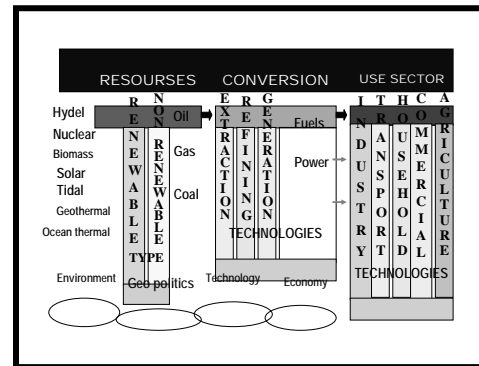 RESOURSES CONVERSION USE SECTOR
RENEWABLE
NON RENEWABLE
EXTRACTION
REFINING
GENERATION
INDUSTRY
TRANSPORT
HOUSEHOLD
COMMERCIAL
AGRICULTURE
Hydel
Oil
Fuels
Nuclear
Biomass
Gas
Power
Solar
Tidal
Coal
Geothermal
Ocean thermal
TECHNOLOGIES
TYPE
Environment
Geo politics
Technology
Economy
TECHNOLOGIES